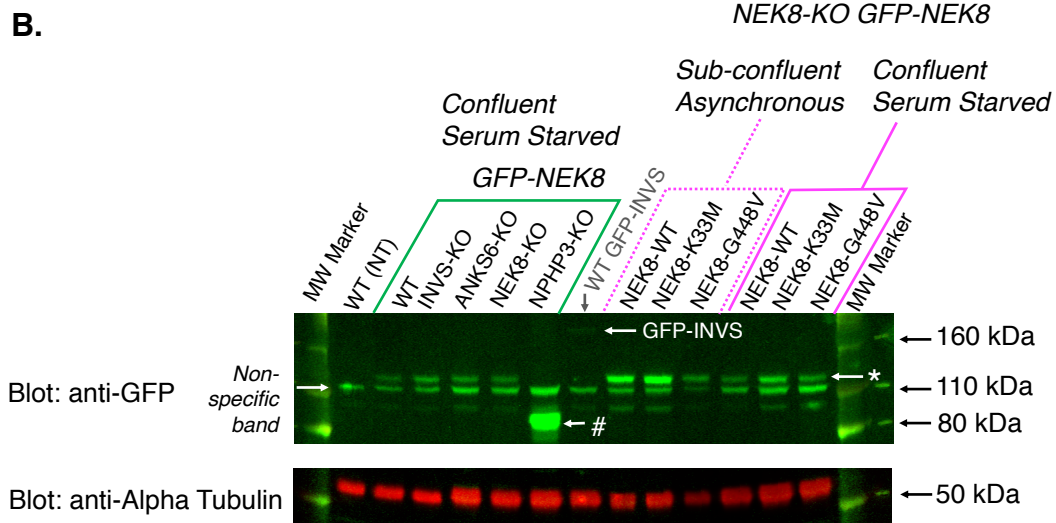 B.
NEK8-KO GFP-NEK8
Sub-confluent
Asynchronous
Confluent
Serum Starved
Confluent
Serum Starved
GFP-NEK8
MW Marker
WT (NT)
WT
INVS-KO
ANKS6-KO
NEK8-KO
NPHP3-KO
WT GFP-INVS
NEK8-WT
NEK8-K33M
NEK8-G448V
NEK8-WT
NEK8-K33M
NEK8-G448V
MW Marker
GFP-INVS
160 kDa
Blot: anti-GFP
Non-
specific
band
*
110 kDa
#
80 kDa
Blot: anti-Alpha Tubulin
50 kDa